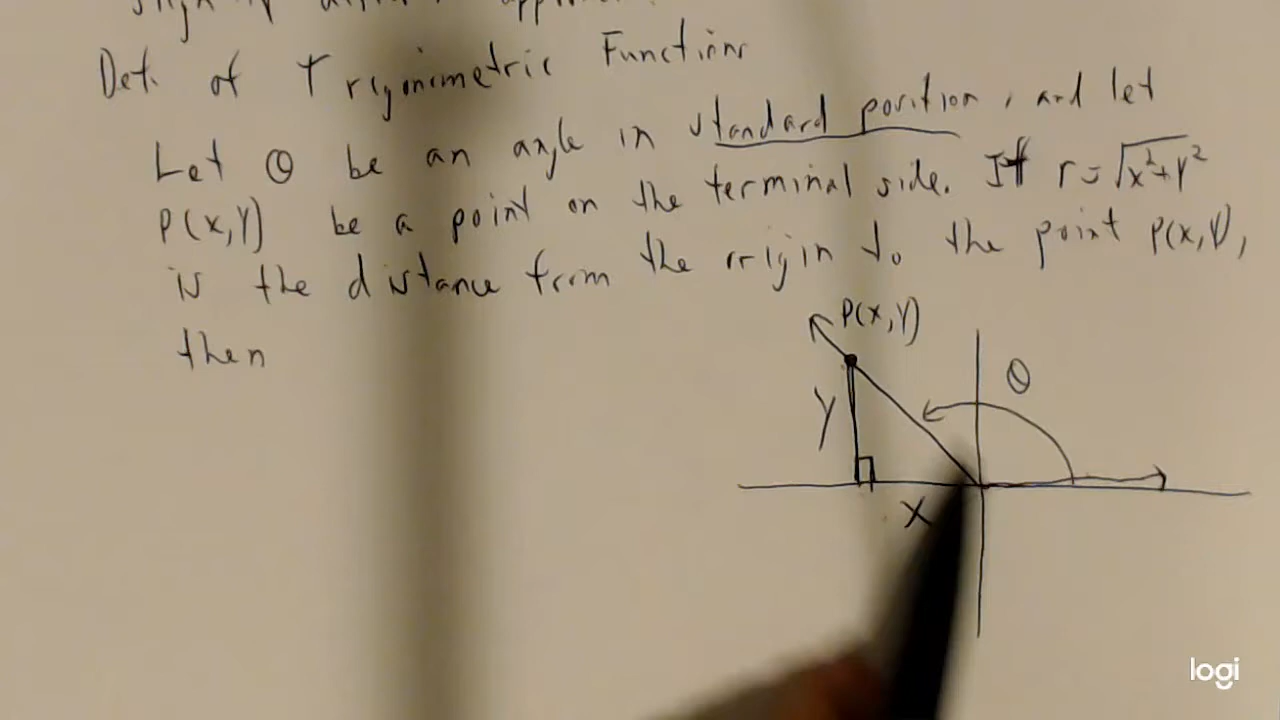 Def. of Trigonometric Functions
Let θ be an angle in standard position, and let
P(x,y) be a point on the terminal side. If r = √x²+y²
is the distance from the origin to the point P(x,y),
then
P(x,y)
θ
y
x
logi